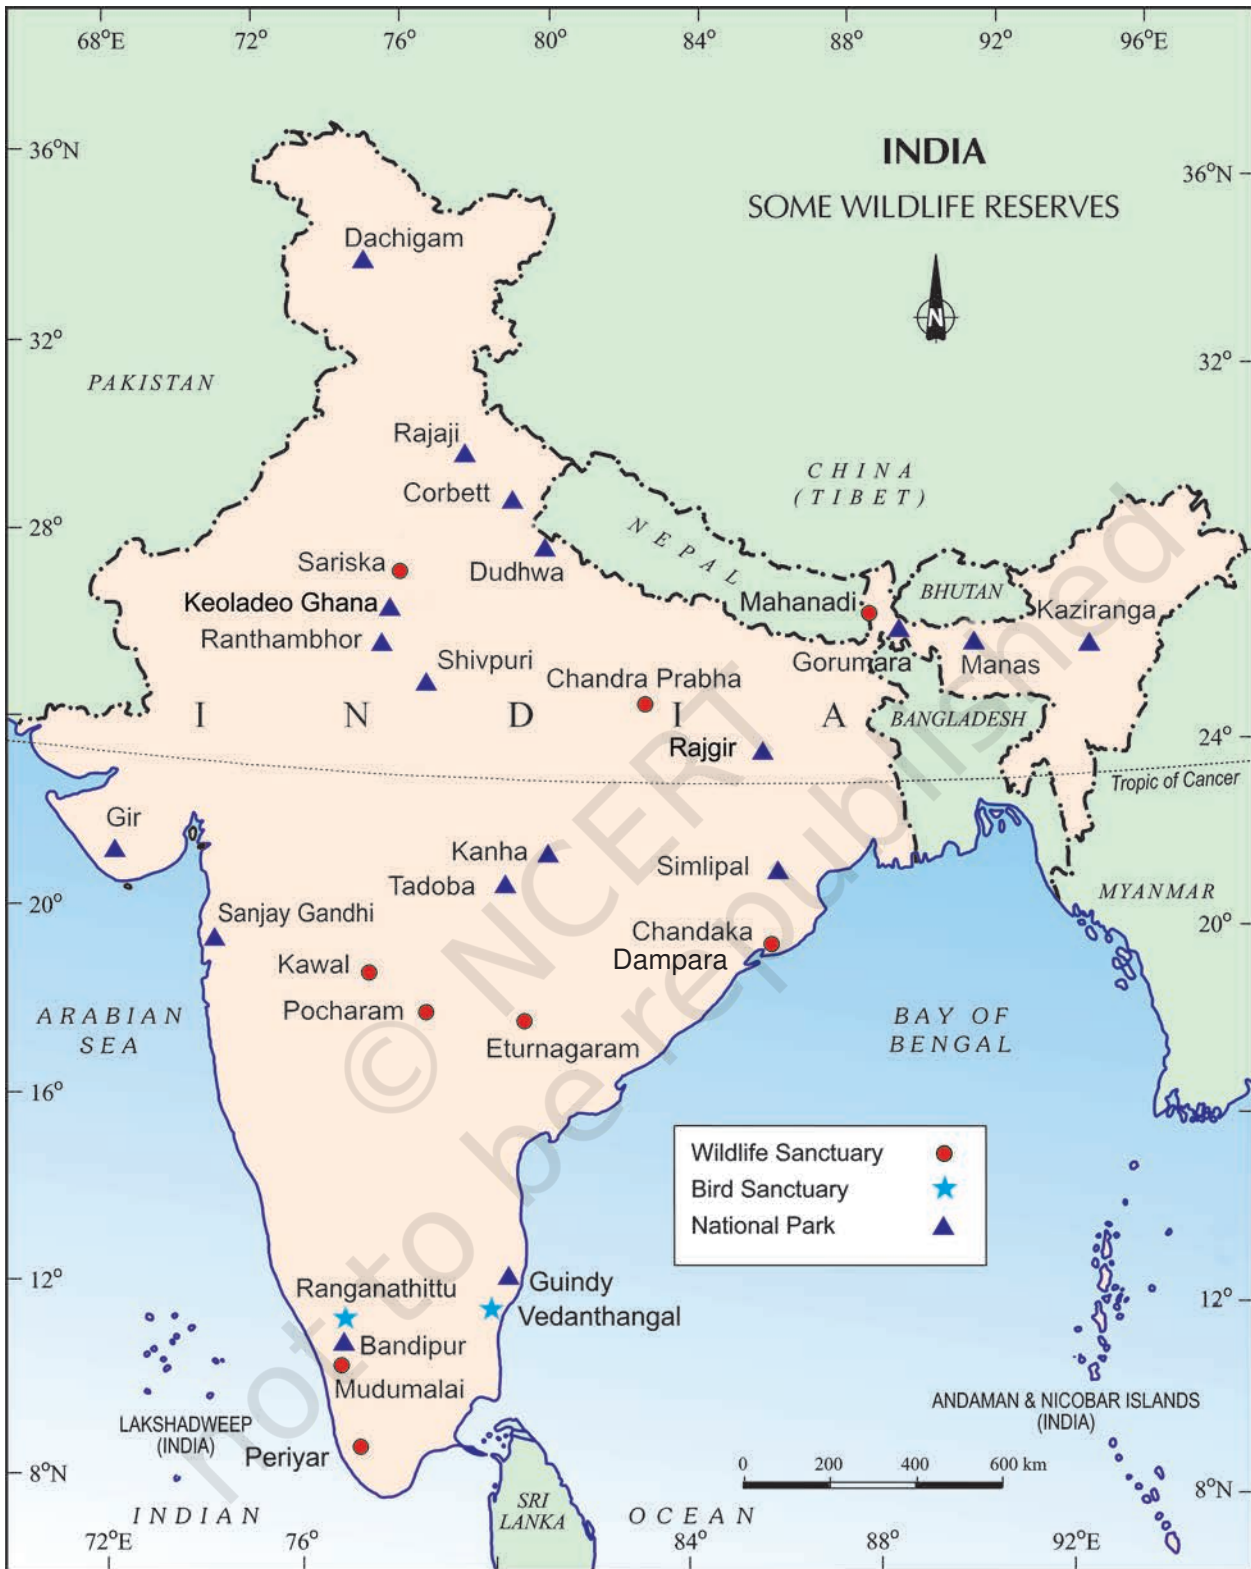 68°E 72° 76° 80° 84° 88° 92° 96°E
36°N
INDIA
SOME WILDLIFE RESERVES
36°N
Dachigam
N
32°
32°
PAKISTAN
Rajaji
CHINA
(TIBET)
Corbett
28°
NEPAL
Sariska
Dudhwa
BHUTAN
Mahanadi
Kaziranga
Keoladeo Ghana
Ranthambhor
Shivpuri
Gorumara
Manas
Chandra Prabha
INDIA
BANGLADESH
24°
Rajgir
Tropic of Cancer
Gir
Kanha
Simlipal
Tadoba
MYANMAR
20°
20°
Sanjay Gandhi
Chandaka
Dampara
Kawal
Pocharam
ARABIAN
SEA
BAY OF
BENGAL
Eturnagaram
16°
Wildlife Sanctuary
Bird Sanctuary
National Park
12°
12°
Ranganathittu
Guindy
Vedanthangal
Bandipur
Mudumalai
ANDAMAN & NICOBAR ISLANDS
(INDIA)
LAKSHADWEEP
(INDIA)
Periyar
0 200 400 600 km
8°N
8°N
SRI
LANKA
INDIAN OCEAN
72°E 76° 84° 88° 92°E
© NCERT
not to be republished